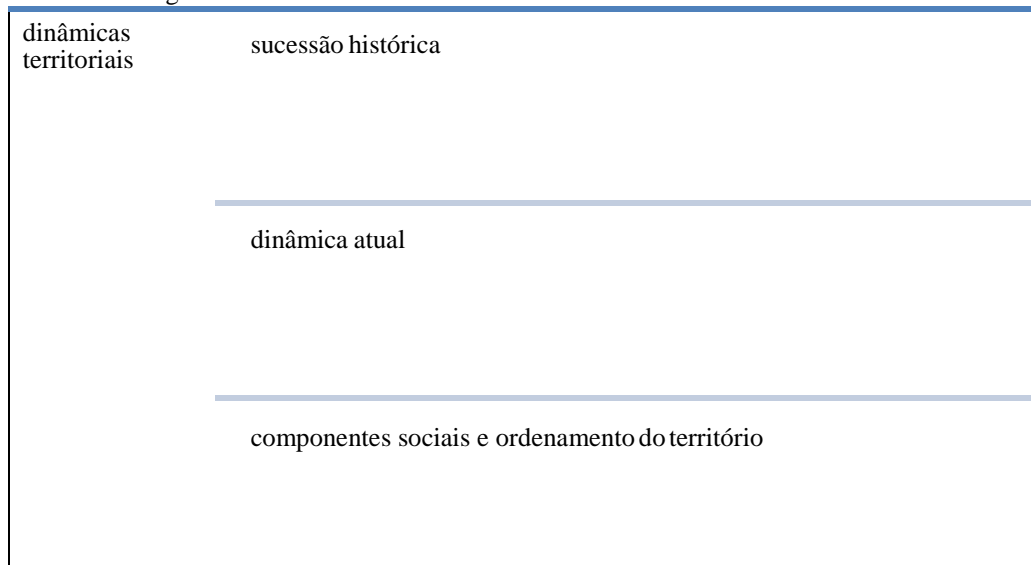 dinâmicas
territoriais
sucessão histórica
dinâmica atual
componentes sociais e ordenamento do território